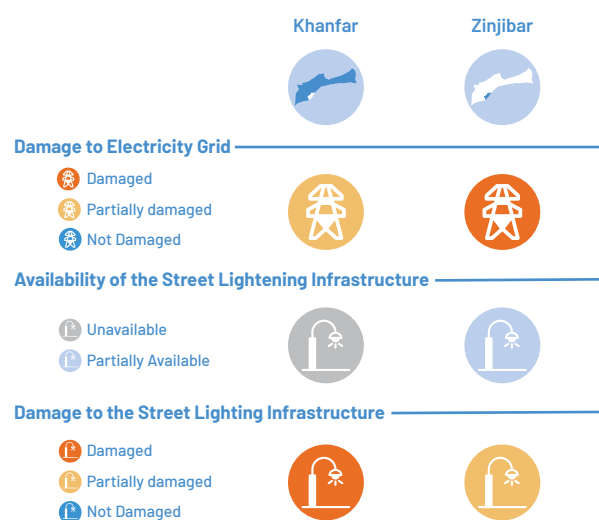 Khanfar Zinjibar
Damage to Electricity Grid
Damaged
Partially damaged
Not Damaged
Availability of the Street Lightening Infrastructure
Unavailable
Partially Available
Damage to the Street Lighting Infrastructure
Damaged
Partially damaged
Not Damaged